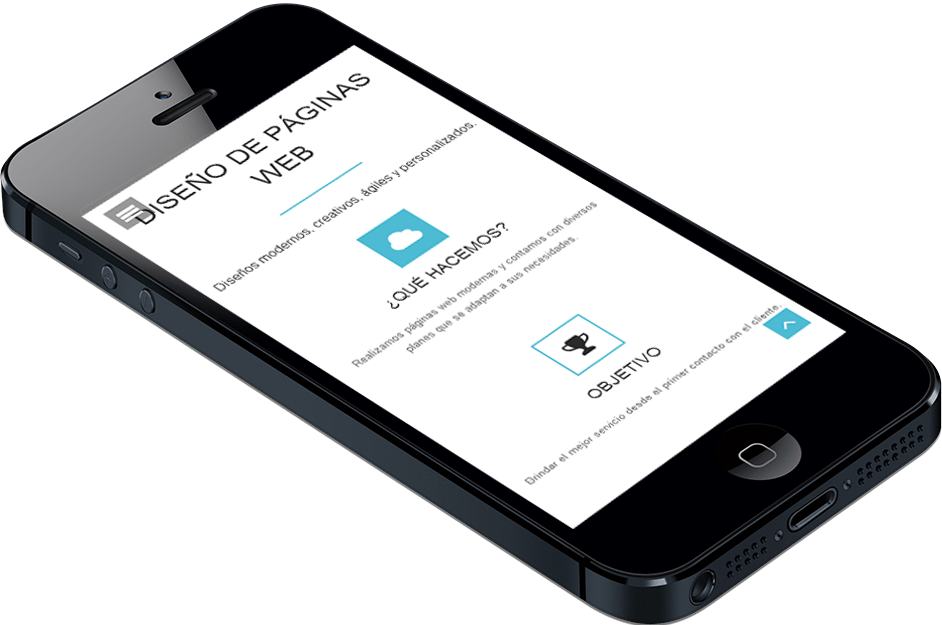 DISEÑO DE PÁGINAS
WEB
Diseños modernos, creativos, ágiles y personalizados.
¿QUÉ HACEMOS?
Realizamos páginas web modernas y contamos con diversos
planes que se adaptan a sus necesidades.
OBJETIVO
Brindar el mejor servicio desde el primer contacto con el cliente.